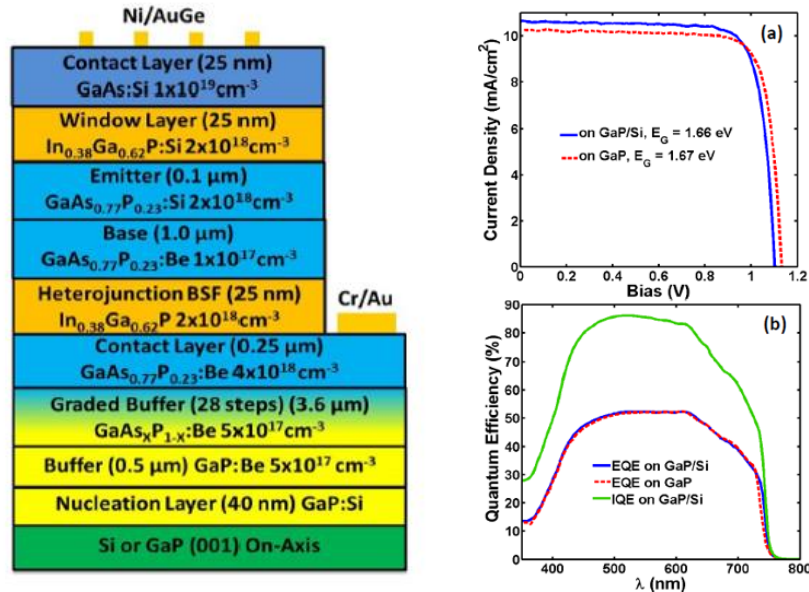 Ni/AuGe
Contact Layer (25 nm)
GaAs:Si 1x10¹⁹cm⁻³
Window Layer (25 nm)
In₀.₃₈Ga₀.₆₂P:Si 2x10¹⁸cm⁻³
Emitter (0.1 µm)
GaAs₀.₇₇P₀.₂₃:Si 2x10¹⁸cm⁻³
Base (1.0 µm)
GaAs₀.₇₇P₀.₂₃:Be 1x10¹⁷cm⁻³
Heterojunction BSF (25 nm)
In₀.₃₈Ga₀.₆₂P 2x10¹⁸cm⁻³
Cr/Au
Contact Layer (0.25 µm)
GaAs₀.₇₇P₀.₂₃:Be 4x10¹⁸cm⁻³
Graded Buffer (28 steps) (3.6 µm)
GaAsₓP₁₋ₓ:Be 5x10¹⁷cm⁻³
Buffer (0.5 µm) GaP:Be 5x10¹⁷ cm⁻³
Nucleation Layer (40 nm) GaP:Si
Si or GaP (001) On-Axis
(a)
Current Density (mA/cm²)
10
8
6
4
2
0
on GaP/Si, E_G = 1.66 eV
on GaP, E_G = 1.67 eV
0 0.2 0.4 0.6 0.8 1 1.2
Bias (V)
(b)
Quantum Efficiency (%)
90
80
70
60
50
40
30
20
10
0
EQE on GaP/Si
EQE on GaP
IQE on GaP/Si
400 500 600 700 800
λ (nm)